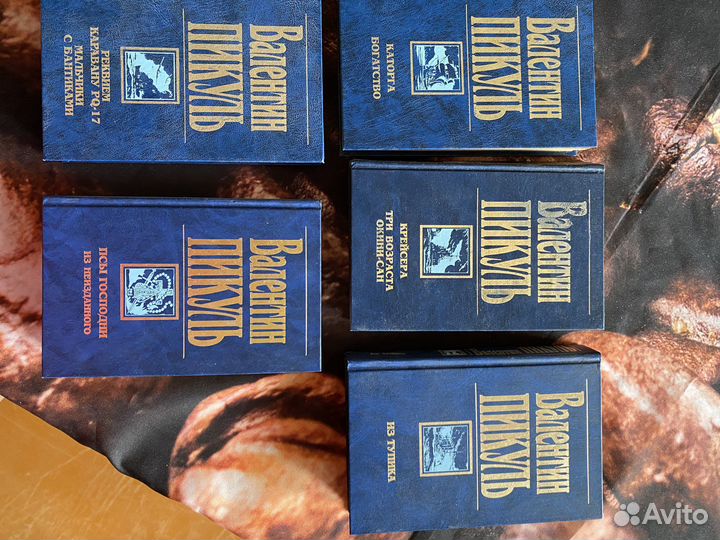 Валентин
ПИКУЛЬ
РЕКВИЕМ
КАРАВАНУ PQ-17
МАЛЬЧИКИ
С БАНТИКАМИ
Валентин
ПИКУЛЬ
КАТОРГА
БОГАТСТВО
Валентин
ПИКУЛЬ
ПСЫ ГОСПОДНИ
ИЗ НЕИЗДАННОГО
Валентин
ПИКУЛЬ
КРЕЙСЕРА
ТРИ ВОЗРАСТА
ОКИНИ-САН
Валентин
ПИКУЛЬ
ИЗ ТУПИКА
Avito